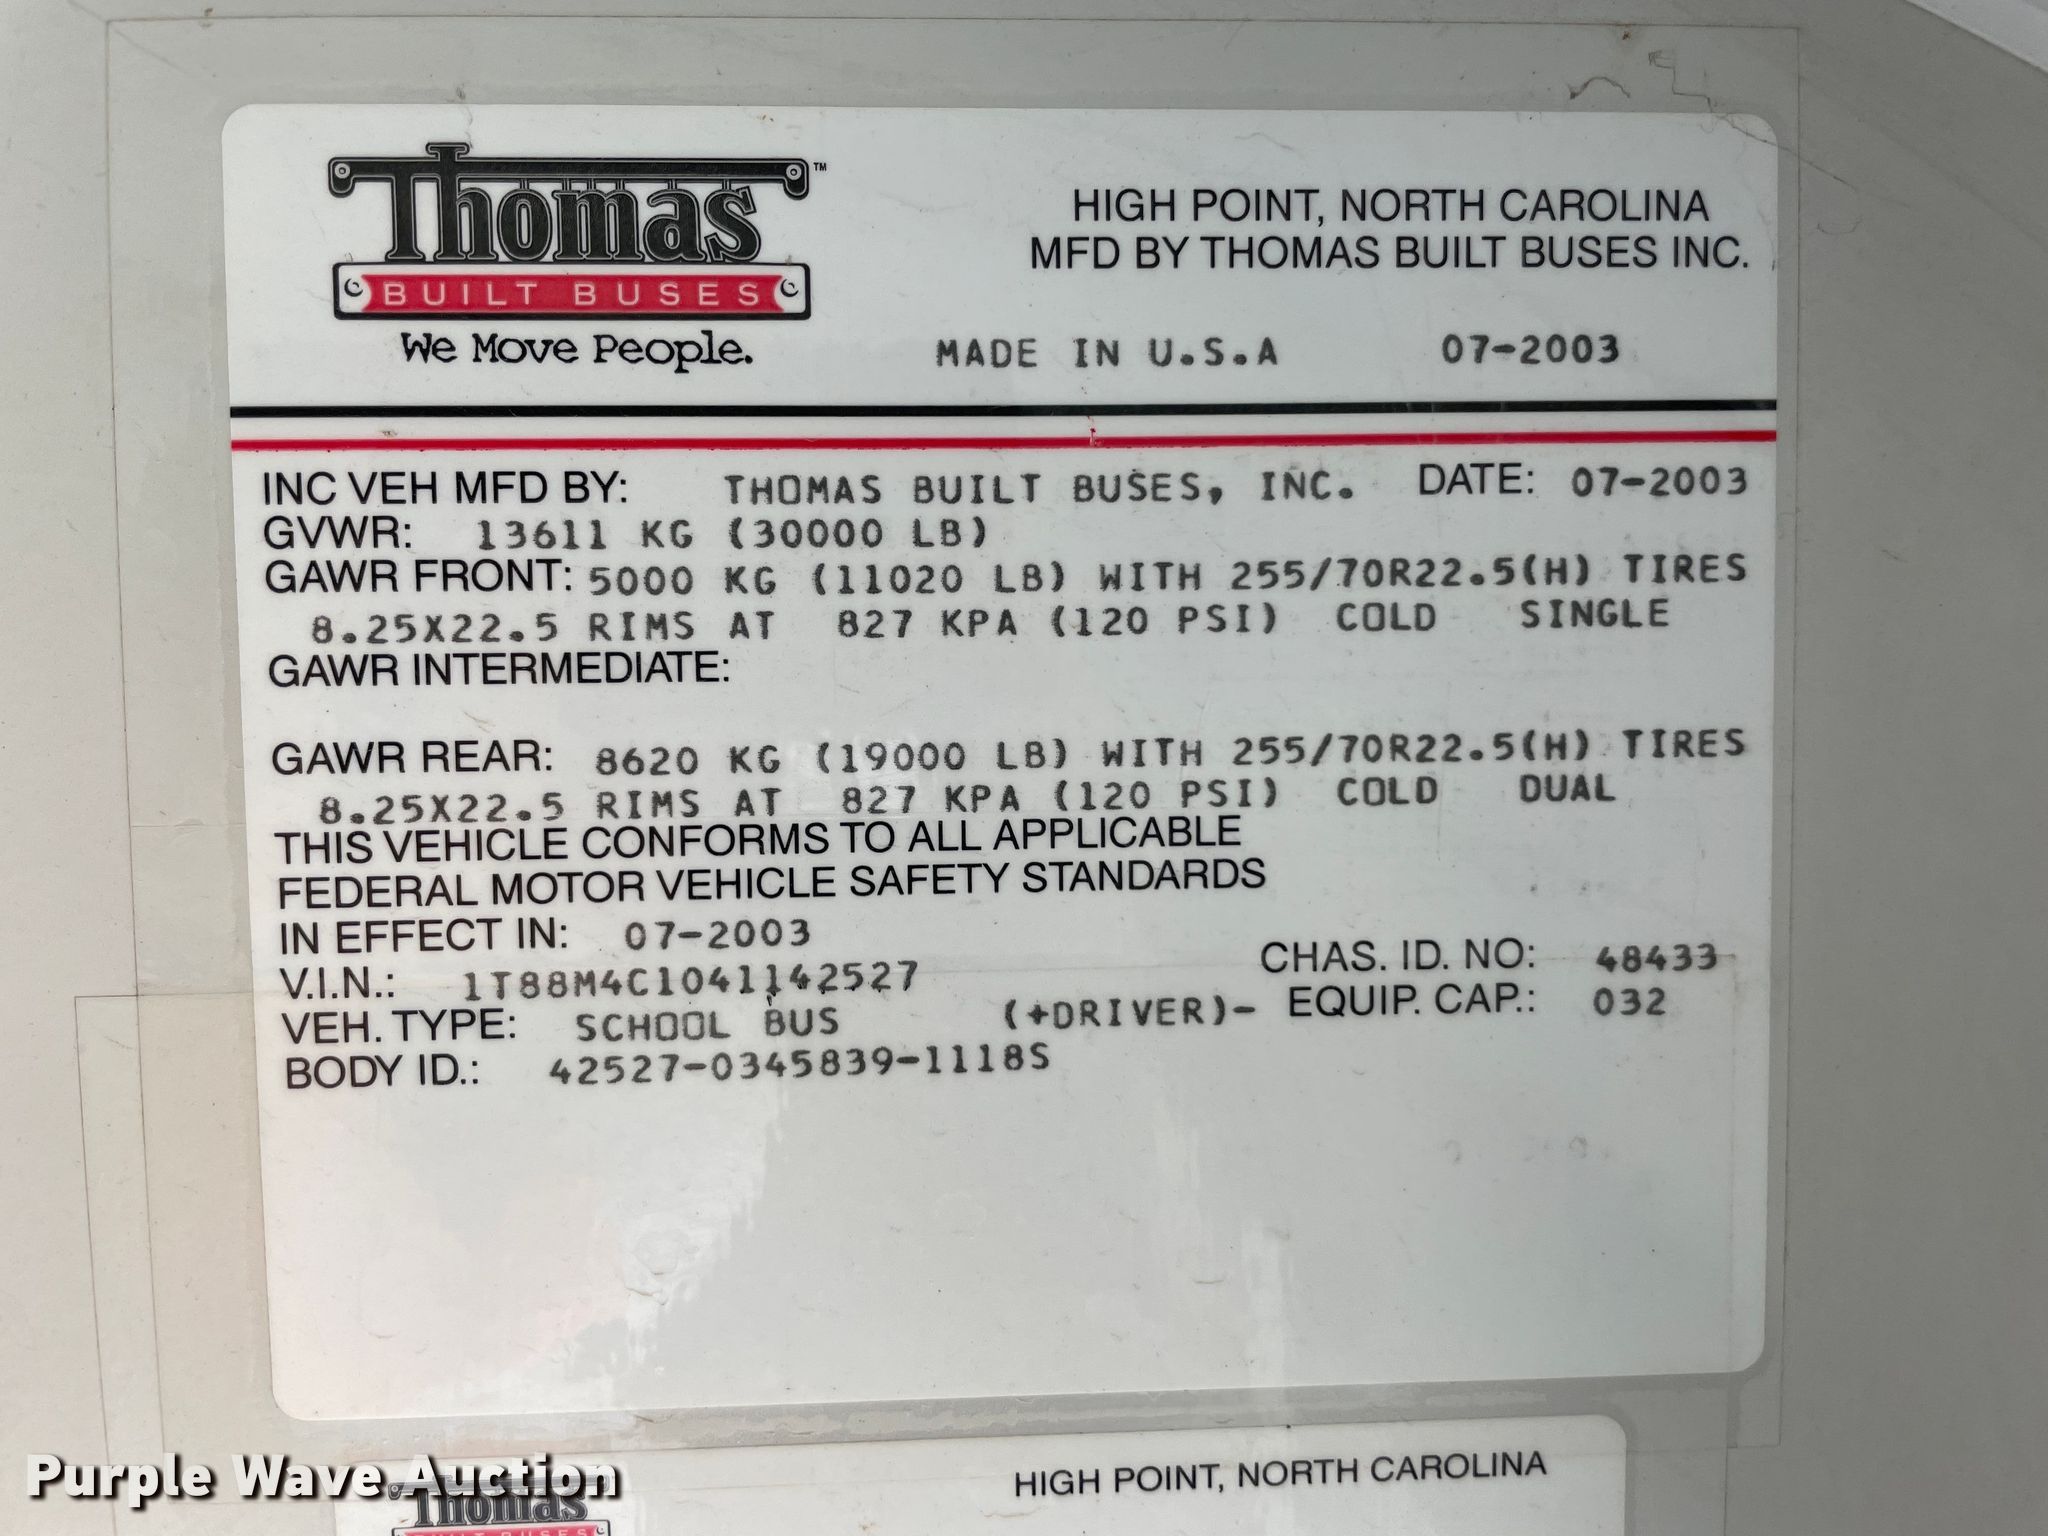 Thomas™
BUILT BUSES
We Move People.
HIGH POINT, NORTH CAROLINA
MFD BY THOMAS BUILT BUSES INC.
MADE IN U.S.A 07-2003
INC VEH MFD BY: THOMAS BUILT BUSES, INC. DATE: 07-2003
GVWR: 13611 KG (30000 LB)
GAWR FRONT: 5000 KG (11020 LB) WITH 255/70R22.5(H) TIRES
8.25X22.5 RIMS AT 827 KPA (120 PSI) COLD SINGLE
GAWR INTERMEDIATE:
GAWR REAR: 8620 KG (19000 LB) WITH 255/70R22.5(H) TIRES
8.25X22.5 RIMS AT 827 KPA (120 PSI) COLD DUAL
THIS VEHICLE CONFORMS TO ALL APPLICABLE
FEDERAL MOTOR VEHICLE SAFETY STANDARDS
IN EFFECT IN: 07-2003
V.I.N.: 1T88M4C1041142527 CHAS. ID. NO: 48433
VEH. TYPE: SCHOOL BUS (+DRIVER)- EQUIP. CAP.: 032
BODY ID.: 42527-0345839-1118S
Purple Wave Auction
Thomas
BUILT BUSES
HIGH POINT, NORTH CAROLINA